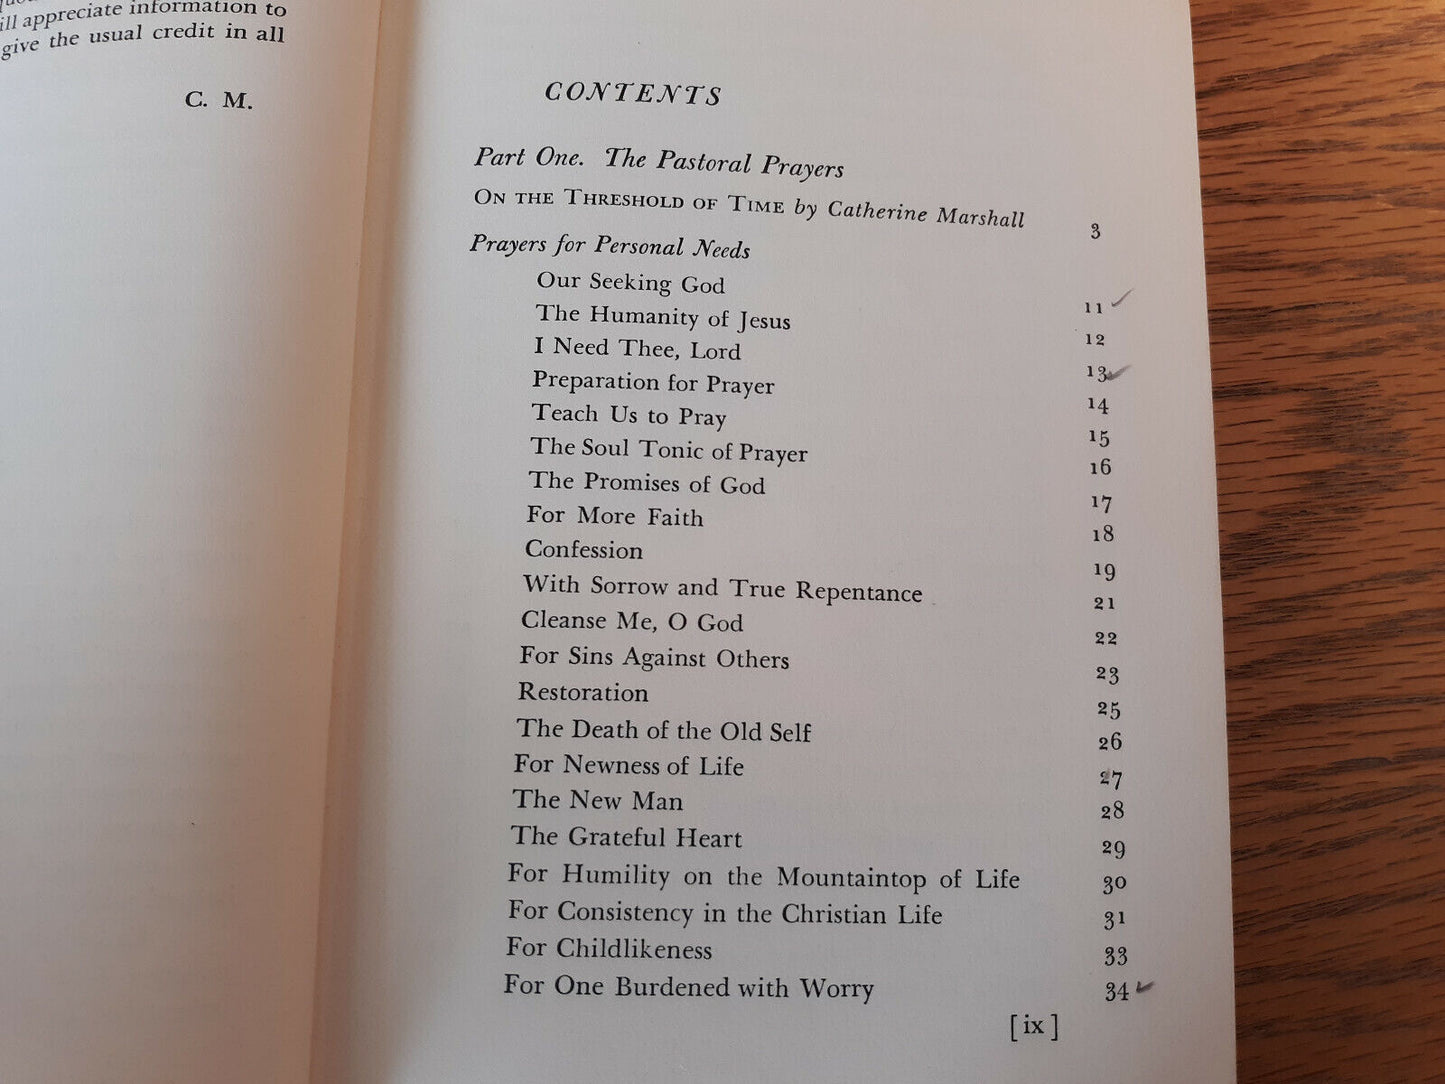 ill appreciate information to
give the usual credit in all
C. M.
CONTENTS
Part One. The Pastoral Prayers
ON THE THRESHOLD OF TIME by Catherine Marshall 3
Prayers for Personal Needs
Our Seeking God 11
The Humanity of Jesus 12
I Need Thee, Lord 13
Preparation for Prayer 14
Teach Us to Pray 15
The Soul Tonic of Prayer 16
The Promises of God 17
For More Faith 18
Confession 19
With Sorrow and True Repentance 21
Cleanse Me, O God 22
For Sins Against Others 23
Restoration 25
The Death of the Old Self 26
For Newness of Life 27
The New Man 28
The Grateful Heart 29
For Humility on the Mountaintop of Life 30
For Consistency in the Christian Life 31
For Childlikeness 33
For One Burdened with Worry 34
[ ix ]